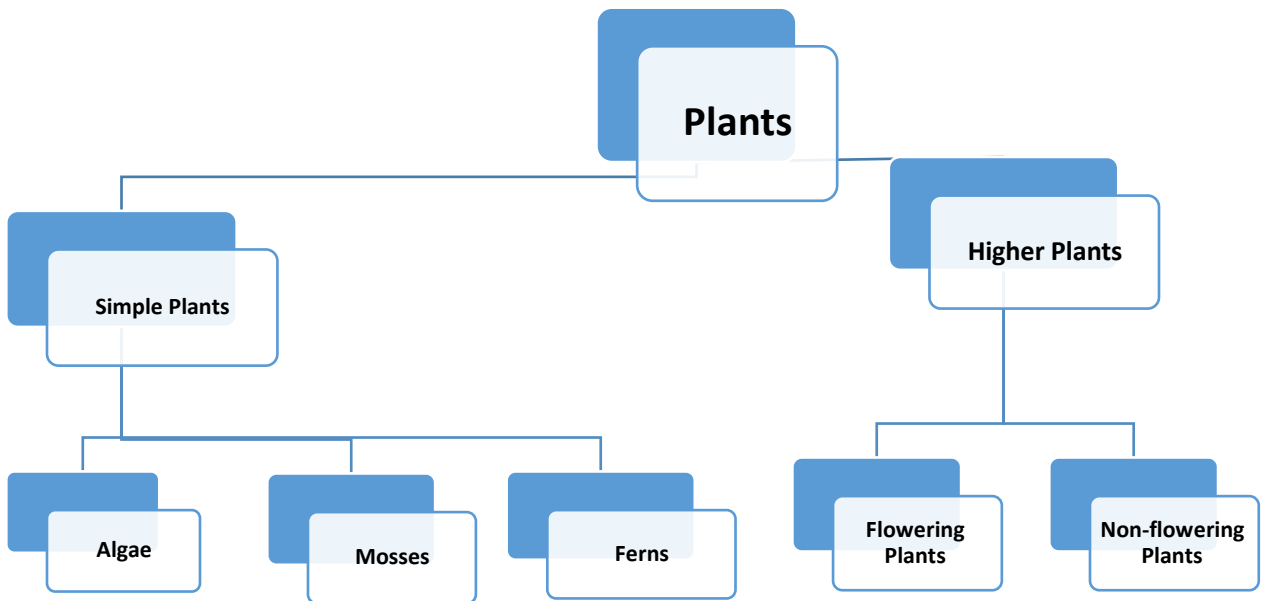 Plants
Higher Plants
Simple Plants
Algae
Mosses
Ferns
Flowering
Plants
Non-flowering
Plants